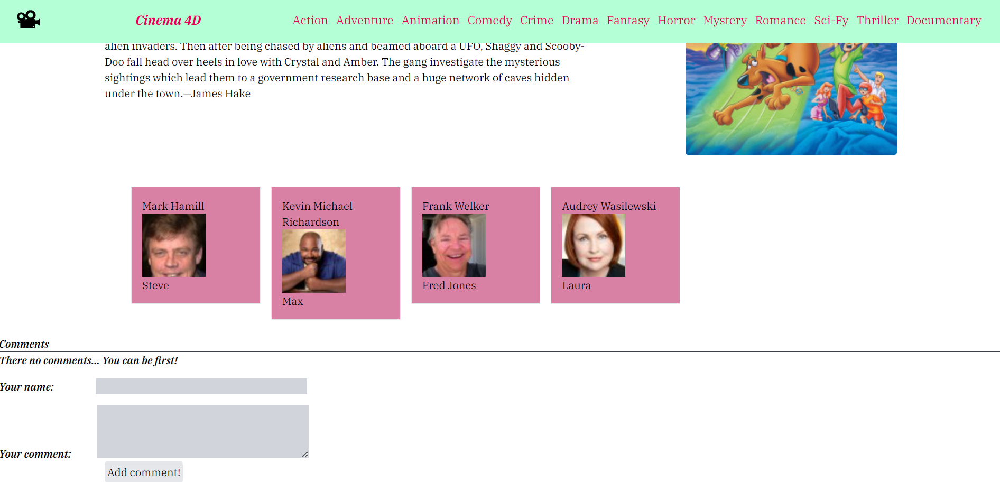 Cinema 4D
Action Adventure Animation Comedy Crime Drama Fantasy Horror Mystery Romance Sci-Fy Thriller Documentary
alien invaders. Then after being chased by aliens and beamed aboard a UFO, Shaggy and Scooby-
Doo fall head over heels in love with Crystal and Amber. The gang investigate the mysterious
sightings which lead them to a government research base and a huge network of caves hidden
under the town.—James Hake
Mark Hamill
Steve
Kevin Michael
Richardson
Max
Frank Welker
Fred Jones
Audrey Wasilewski
Laura
Comments
There no comments... You can be first!
Your name:
Your comment:
Add comment!